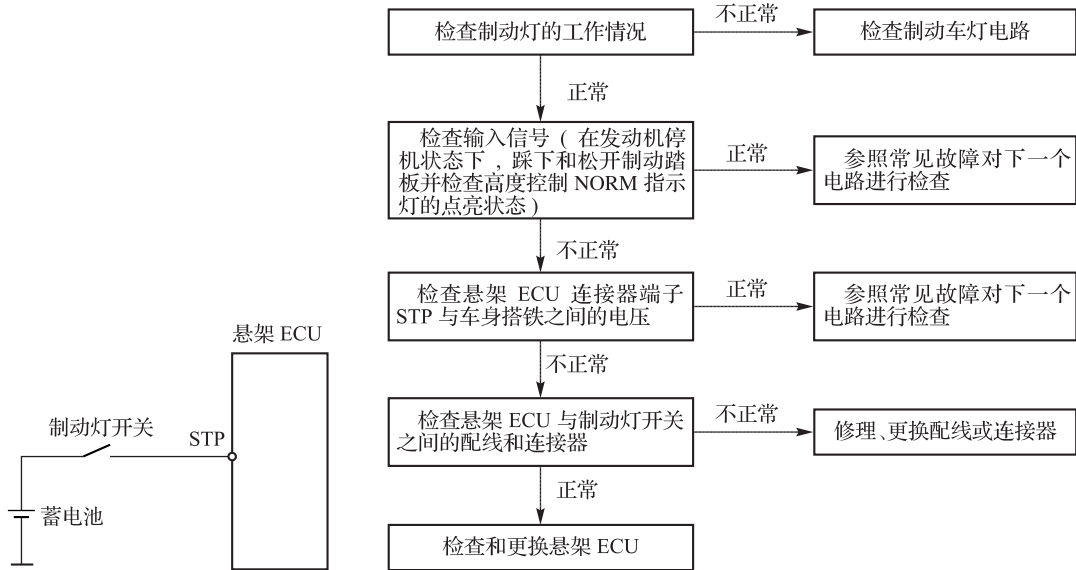 检查制动灯的工作情况
不正常
检查制动车灯电路
正常
检查输入信号(在发动机停
机状态下,踩下和松开制动踏
板并检查高度控制 NORM 指示
灯的点亮状态)
正常
参照常见故障对下一个
电路进行检查
不正常
检查悬架 ECU 连接器端子
STP 与车身搭铁之间的电压
正常
参照常见故障对下一个
电路进行检查
不正常
检查悬架 ECU 与制动灯开关
之间的配线和连接器
不正常
修理、更换配线或连接器
正常
检查和更换悬架 ECU
悬架 ECU
制动灯开关
STP
蓄电池